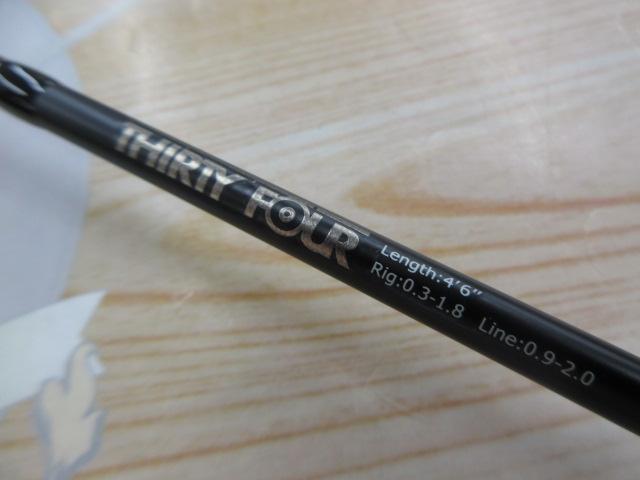 THIRTY FOUR
Length:4'6"
Rig:0.3-1.8 Line:0.9-2.0